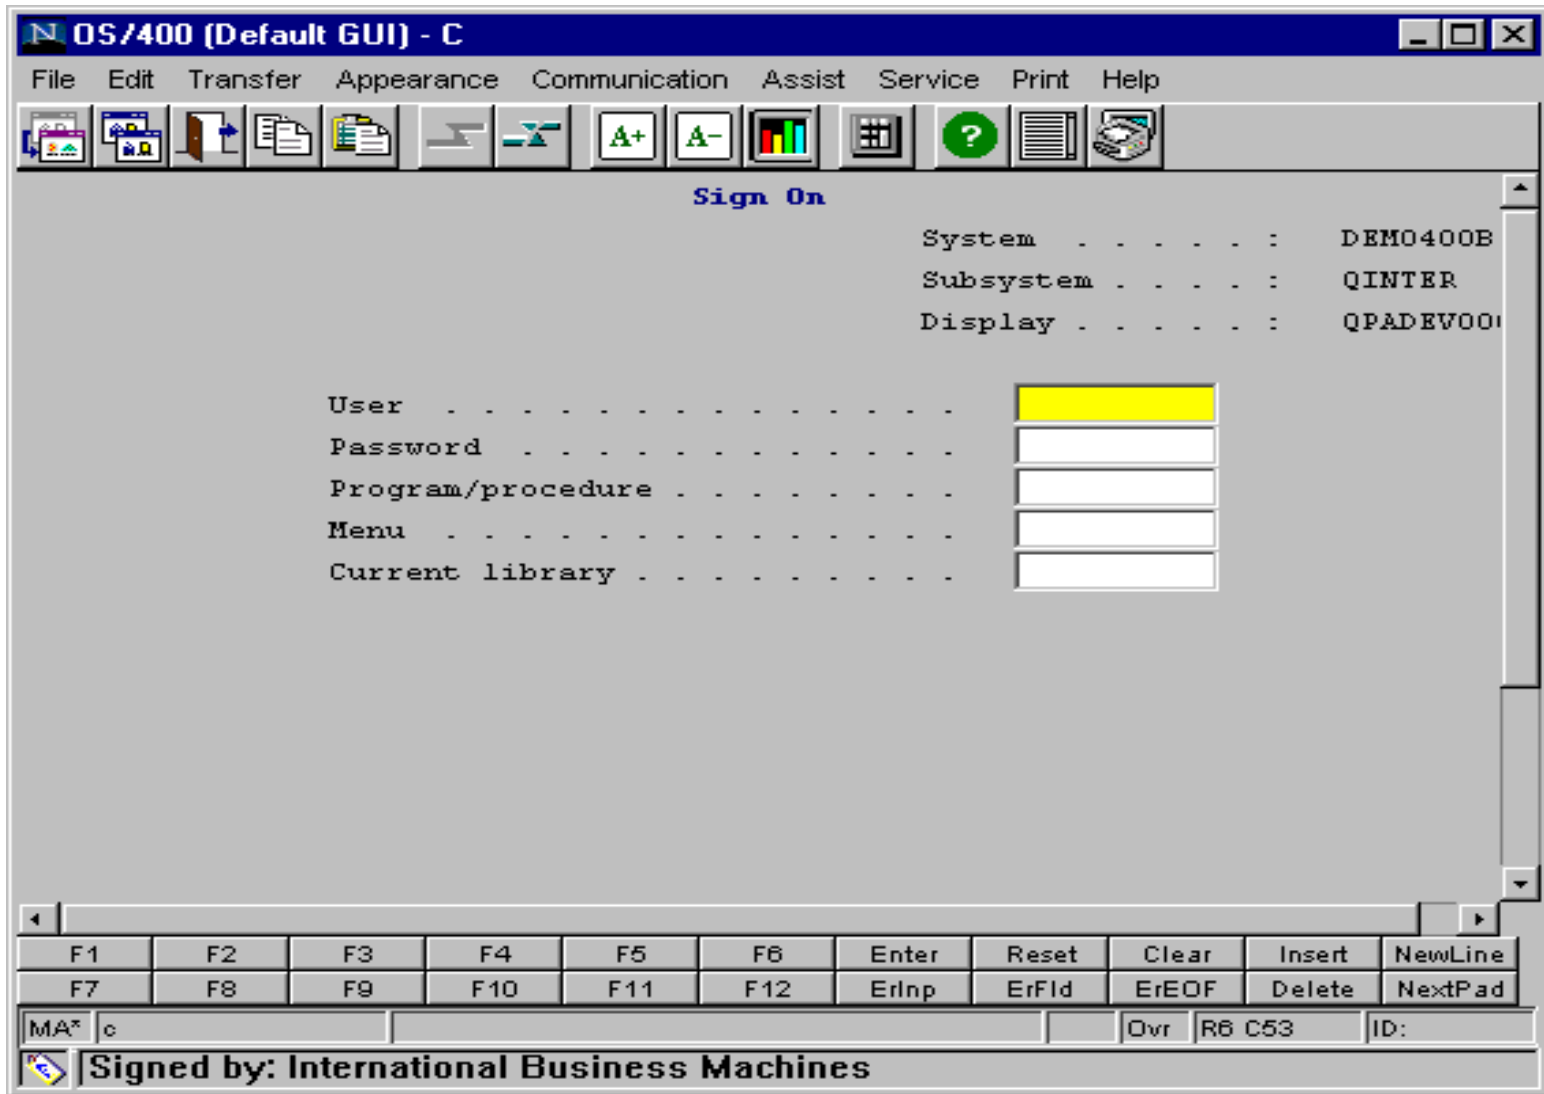 N OS/400 (Default GUI) - C
File Edit Transfer Appearance Communication Assist Service Print Help
A+ A- ?
Sign On
System . . . . . : DEMO400B
Subsystem . . . . : QINTER
Display . . . . . : QPADEV00
User . . . . . . . . . . . . . .
Password . . . . . . . . . . . .
Program/procedure . . . . . . . .
Menu . . . . . . . . . . . . . .
Current library . . . . . . . . .
F1 F2 F3 F4 F5 F6 Enter Reset Clear Insert NewLine
F7 F8 F9 F10 F11 F12 ErInp ErFld ErEOF Delete NextPad
MA* c Ovr R6 C53 ID:
Signed by: International Business Machines